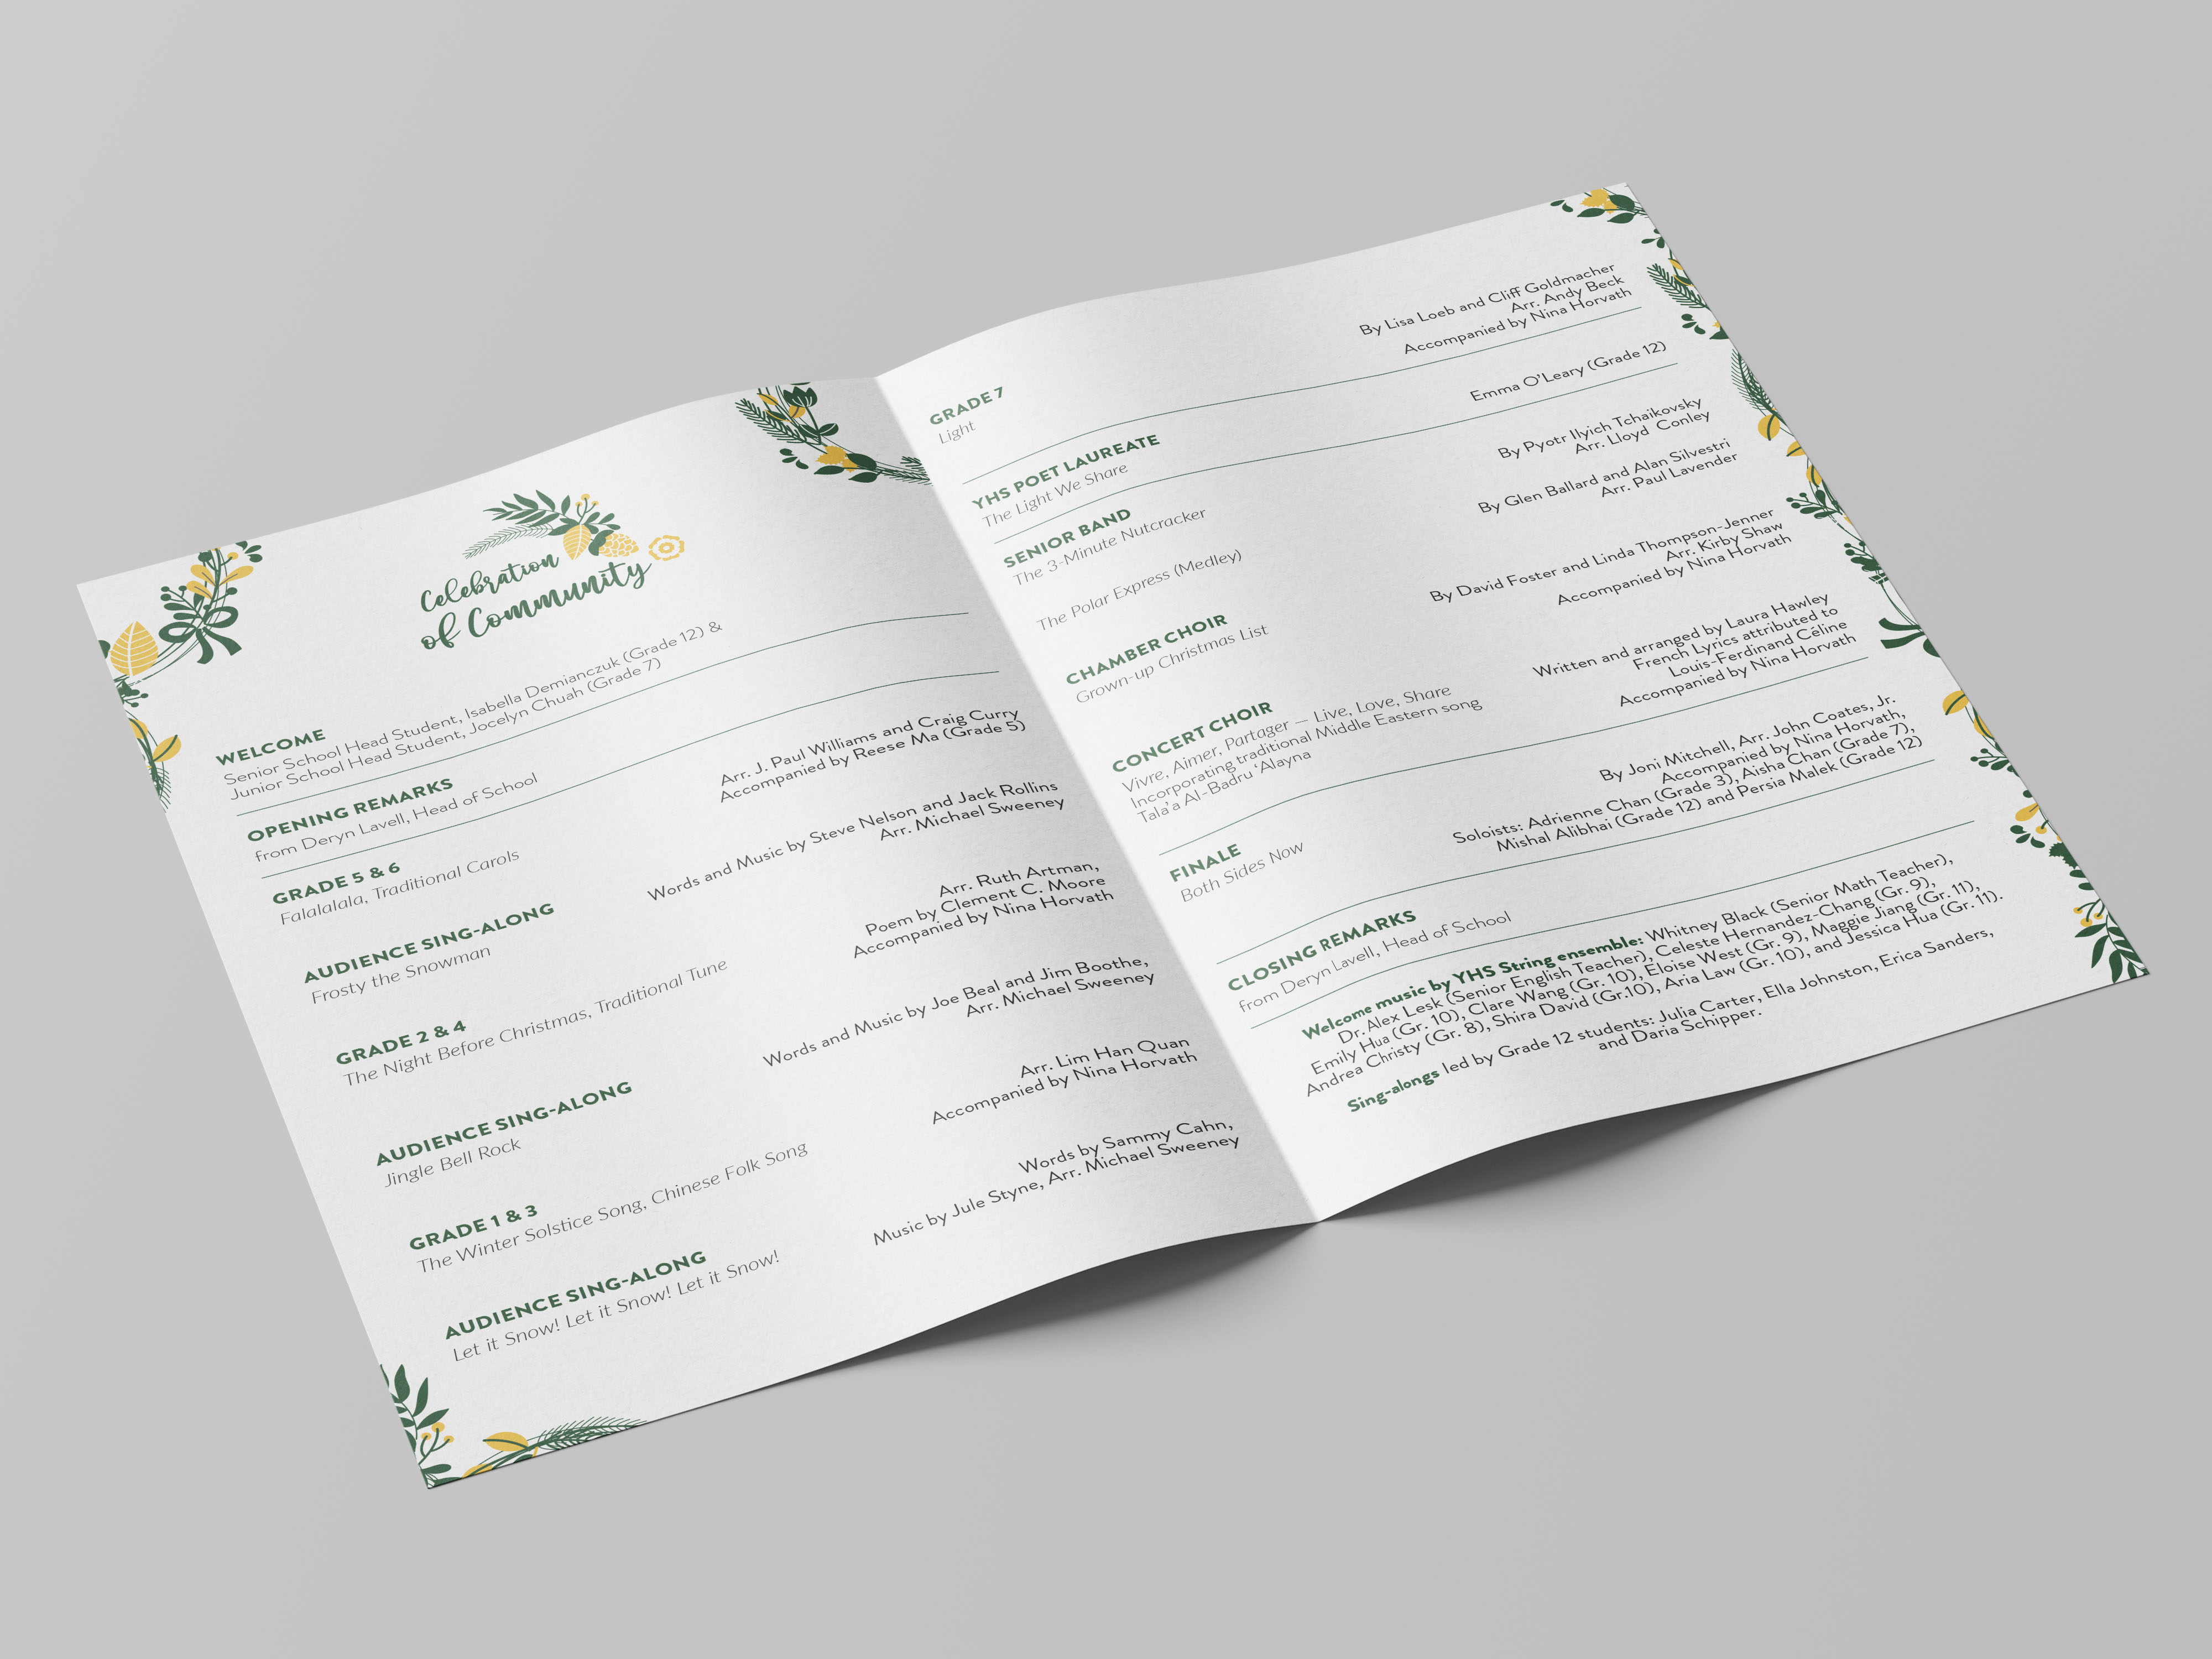 Celebration
of Community
WELCOME
Senior School Head Student, Isabella Demianczuk (Grade 12) &
Junior School Head Student, Jocelyn Chuah (Grade 7)
OPENING REMARKS
from Deryn Lavell, Head of School
GRADE 5 & 6
Falalalala, Traditional Carols
Arr. J. Paul Williams and Craig Curry
Accompanied by Reese Ma (Grade 5)
AUDIENCE SING-ALONG
Frosty the Snowman
Words and Music by Steve Nelson and Jack Rollins
Arr. Michael Sweeney
GRADE 2 & 4
The Night Before Christmas, Traditional Tune
Arr. Ruth Artman,
Poem by Clement C. Moore
Accompanied by Nina Horvath
AUDIENCE SING-ALONG
Jingle Bell Rock
Words and Music by Joe Beal and Jim Boothe,
Arr. Michael Sweeney
GRADE 1 & 3
The Winter Solstice Song, Chinese Folk Song
Arr. Lim Han Quan
Accompanied by Nina Horvath
AUDIENCE SING-ALONG
Let it Snow! Let it Snow! Let it Snow!
Words by Sammy Cahn,
Music by Jule Styne, Arr. Michael Sweeney
GRADE 7
Light
By Lisa Loeb and Cliff Goldmacher
Arr. Andy Beck
Accompanied by Nina Horvath
YHS POET LAUREATE
The Light We Share
Emma O'Leary (Grade 12)
SENIOR BAND
The 3-Minute Nutcracker
By Pyotr Ilyich Tchaikovsky
Arr. Lloyd Conley
The Polar Express (Medley)
By Glen Ballard and Alan Silvestri
Arr. Paul Lavender
CHAMBER CHOIR
Grown-up Christmas List
By David Foster and Linda Thompson-Jenner
Arr. Kirby Shaw
Accompanied by Nina Horvath
CONCERT CHOIR
Vivre, Aimer, Partager – Live, Love, Share
Incorporating traditional Middle Eastern song
Tala'a Al-Badru 'Alayna
Written and arranged by Laura Hawley
French Lyrics attributed to
Louis-Ferdinand Céline
Accompanied by Nina Horvath
FINALE
Both Sides Now
By Joni Mitchell, Arr. John Coates, Jr.
Accompanied by Nina Horvath,
Soloists: Adrienne Chan (Grade 3), Aisha Chan (Grade 7),
Mishal Alibhai (Grade 12) and Persia Malek (Grade 12)
CLOSING REMARKS
from Deryn Lavell, Head of School
Welcome music by YHS String ensemble: Whitney Black (Senior Math Teacher),
Dr. Alex Lesk (Senior English Teacher), Celeste Hernandez-Chang (Gr. 9),
Emily Hua (Gr. 10), Clare Wang (Gr. 10), Eloise West (Gr. 9), Maggie Jiang (Gr. 11),
Andrea Christy (Gr. 8), Shira David (Gr.10), Aria Law (Gr. 10), and Jessica Hua (Gr. 11).
Sing-alongs led by Grade 12 students: Julia Carter, Ella Johnston, Erica Sanders,
and Daria Schipper.